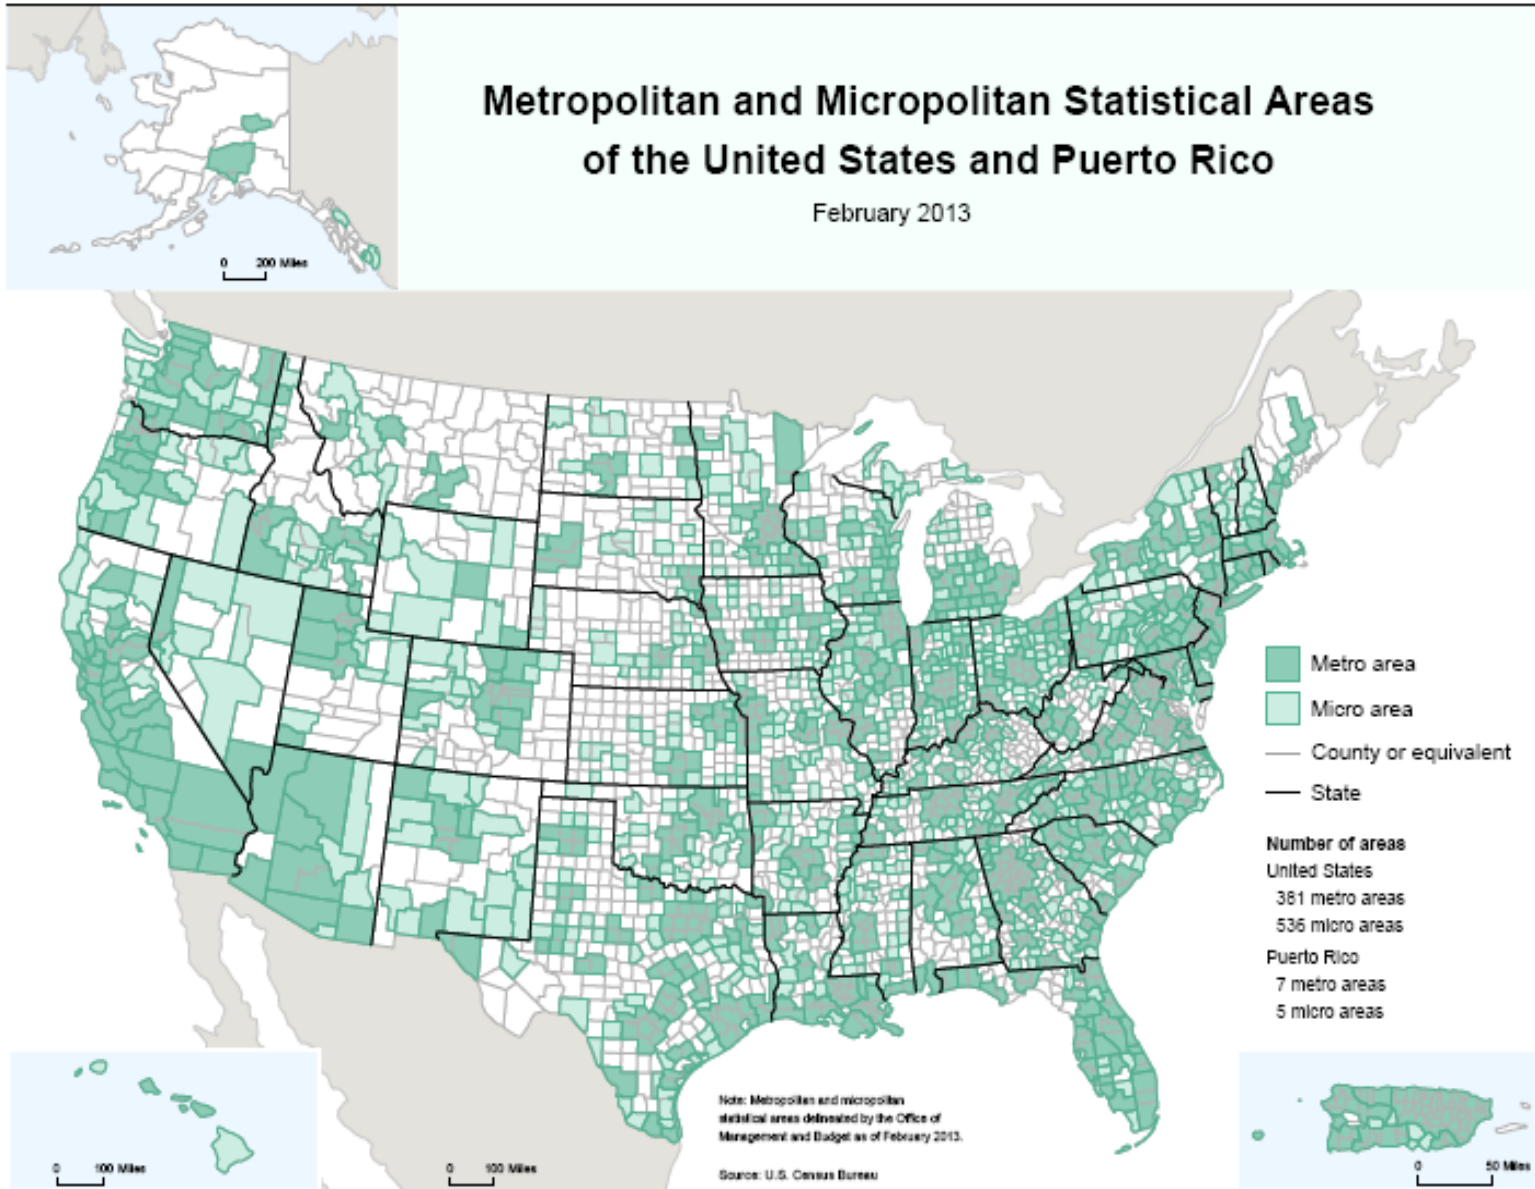 Metropolitan and Micropolitan Statistical Areas
of the United States and Puerto Rico
February 2013
0 200 Miles
Metro area
Micro area
County or equivalent
State
Number of areas
United States
381 metro areas
536 micro areas
Puerto Rico
7 metro areas
5 micro areas
Note: Metropolitan and micropolitan
statistical areas delineated by the Office of
Management and Budget as of February 2013.
Source: U.S. Census Bureau
0 100 Miles
0 100 Miles
0 50 Miles